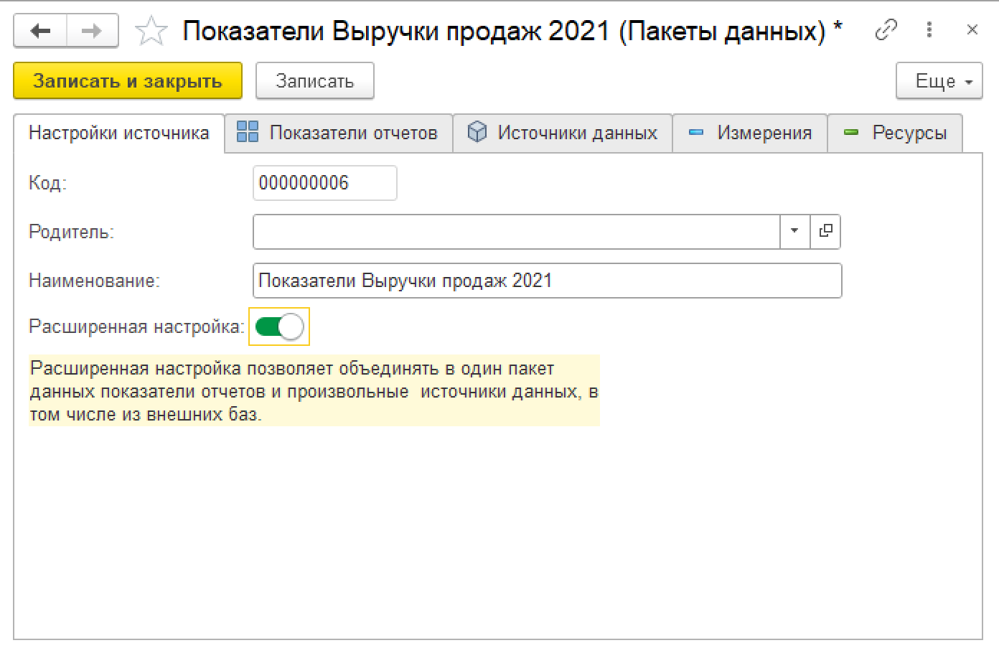 Показатели Выручки продаж 2021 (Пакеты данных) *
Записать и закрыть
Записать
Еще
Настройки источника
Показатели отчетов
Источники данных
Измерения
Ресурсы
Код:
000000006
Родитель:
Наименование:
Показатели Выручки продаж 2021
Расширенная настройка:
Расширенная настройка позволяет объединять в один пакет
данных показатели отчетов и произвольные  источники данных, в
том числе из внешних баз.